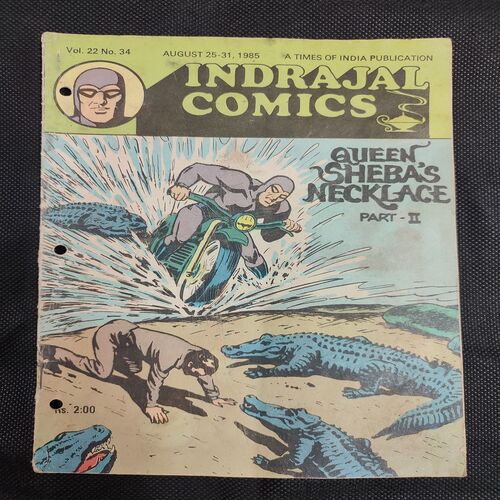 Vol. 22 No. 34
AUGUST 25-31, 1985
A TIMES OF INDIA PUBLICATION
INDRAJAL
COMICS
QUEEN
SHEBA'S
NECKLACE
PART - II
Rs. 2:00